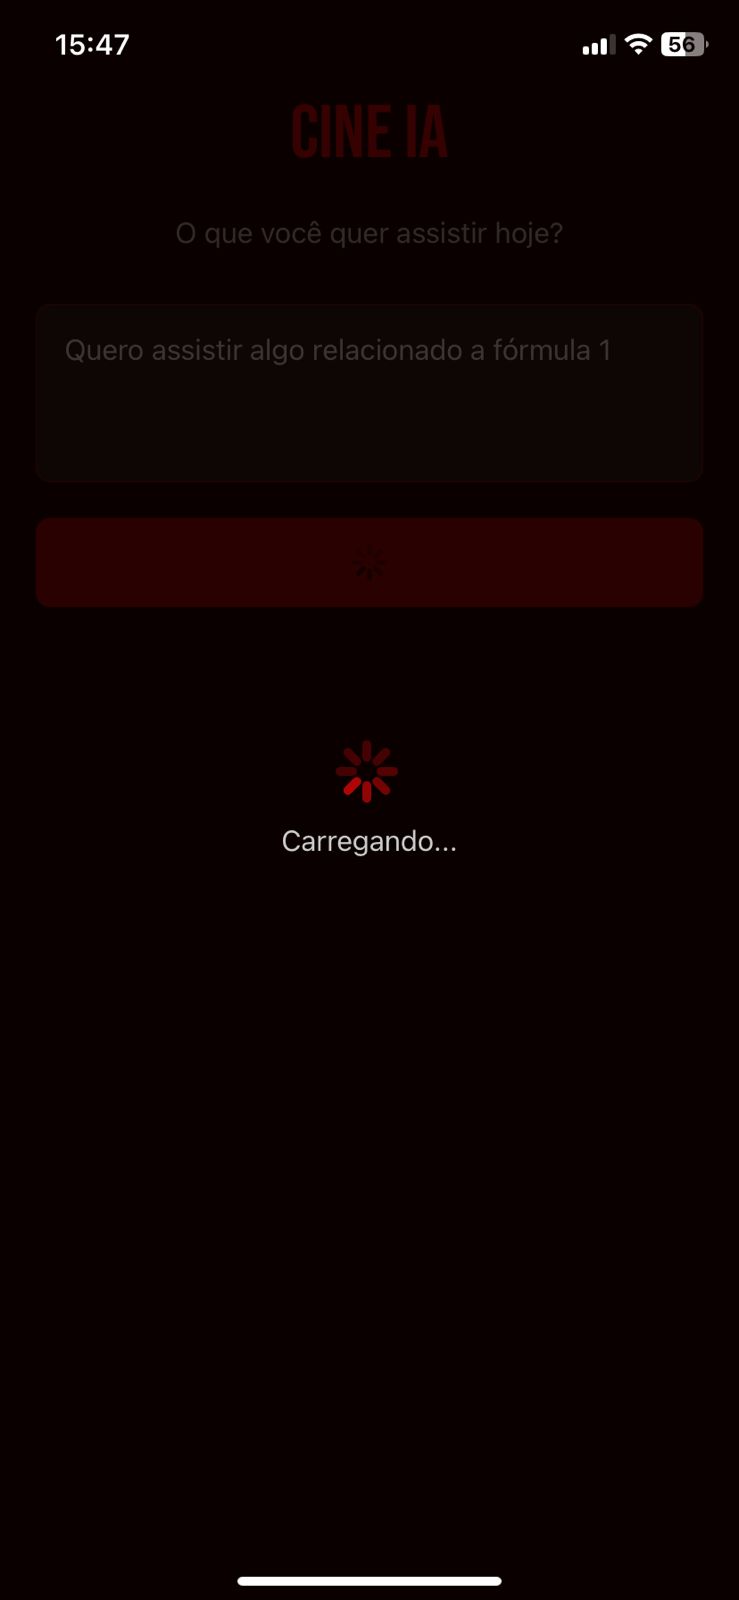 15:47
56
CINE IA
O que você quer assistir hoje?
Quero assistir algo relacionado a fórmula 1
Carregando...